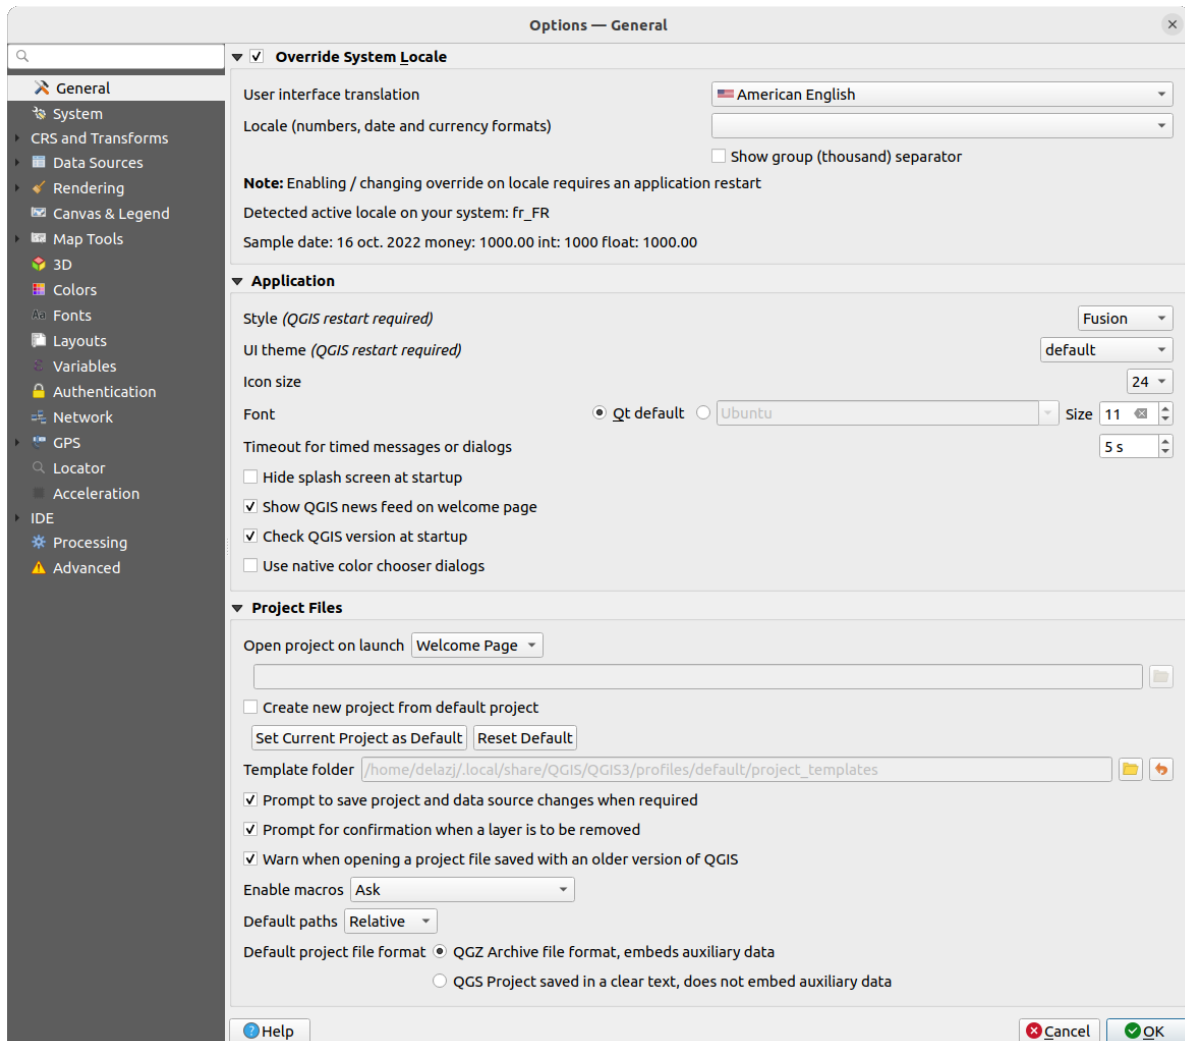 Options — General
Override System Locale
General
User interface translation
American English
System
Locale (numbers, date and currency formats)
CRS and Transforms
Show group (thousand) separator
Data Sources
Note: Enabling / changing override on locale requires an application restart
Rendering
Detected active locale on your system: fr_FR
Canvas & Legend
Sample date: 16 oct. 2022 money: 1000.00 int: 1000 float: 1000.00
Map Tools
3D
Application
Colors
Style (QGIS restart required)
Fusion
Fonts
UI theme (QGIS restart required)
default
Layouts
Icon size
24
Variables
Font
Qt default
Ubuntu
Size
11
Authentication
Timeout for timed messages or dialogs
5 s
Network
Hide splash screen at startup
GPS
Show QGIS news feed on welcome page
Locator
Check QGIS version at startup
Acceleration
Use native color chooser dialogs
IDE
Processing
Advanced
Project Files
Open project on launch
Welcome Page
Create new project from default project
Set Current Project as Default
Reset Default
Template folder
/home/delazj/.local/share/QGIS/QGIS3/profiles/default/project_templates
Prompt to save project and data source changes when required
Prompt for confirmation when a layer is to be removed
Warn when opening a project file saved with an older version of QGIS
Enable macros
Ask
Default paths
Relative
Default project file format
QGZ Archive file format, embeds auxiliary data
QGS Project saved in a clear text, does not embed auxiliary data
Help
Cancel
OK